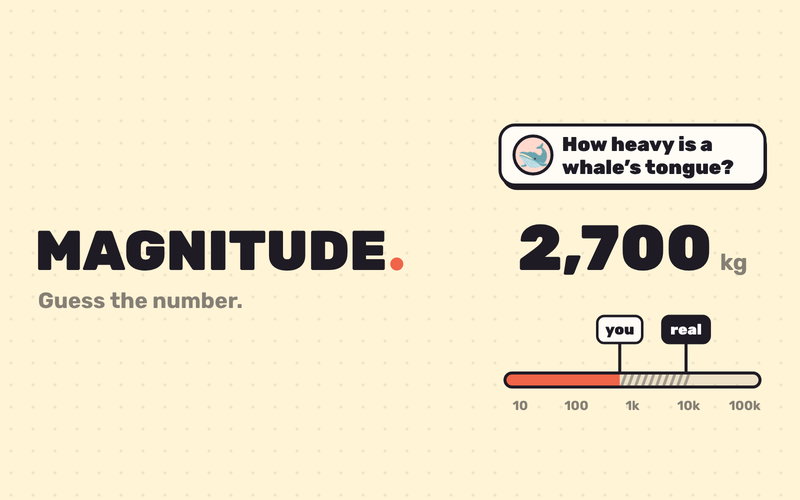 MAGNITUDE.
Guess the number.
How heavy is a
whale’s tongue?
2,700 kg
you real
10 100 1k 10k 100k